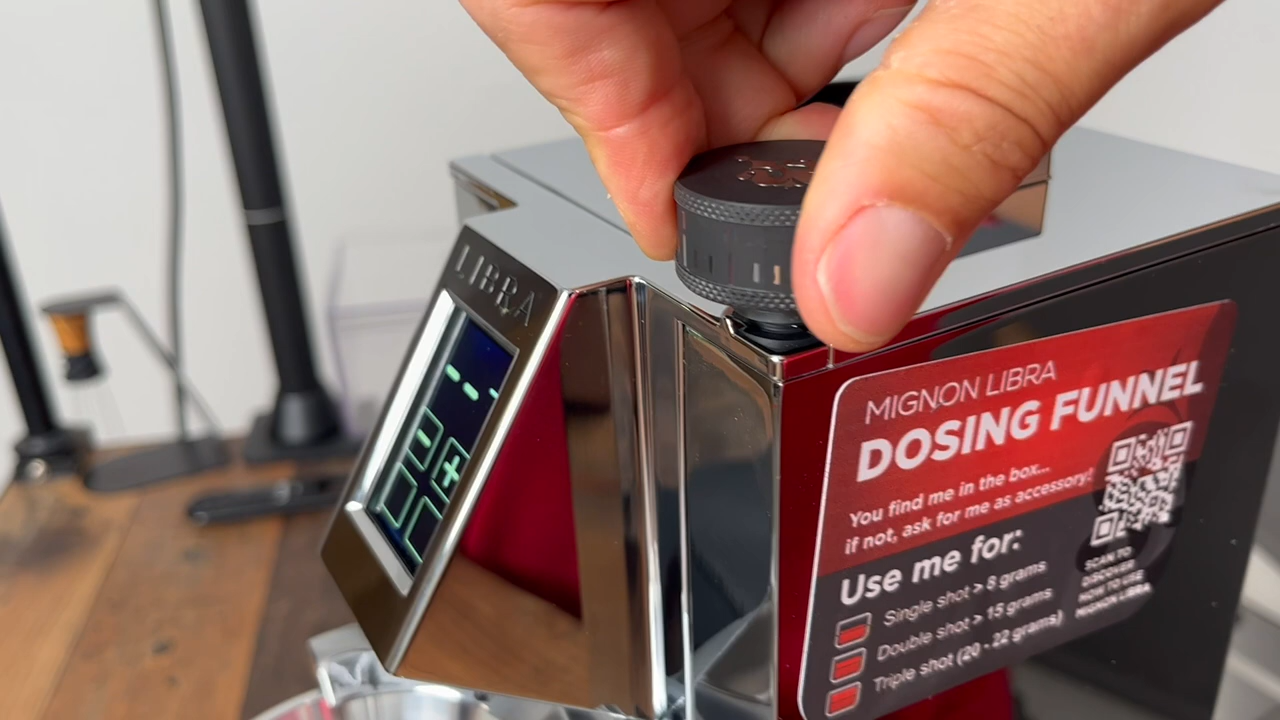 LIBRA
---
-
+
MIGNON LIBRA
DOSING FUNNEL
You find me in the box...
if not, ask for me as accessory!
Use me for:
Single shot > 8 grams
Double shot > 15 grams
Triple shot (20 - 22 grams)
SCAN TO
DISCOVER
HOW TO USE
MIGNON LIBRA